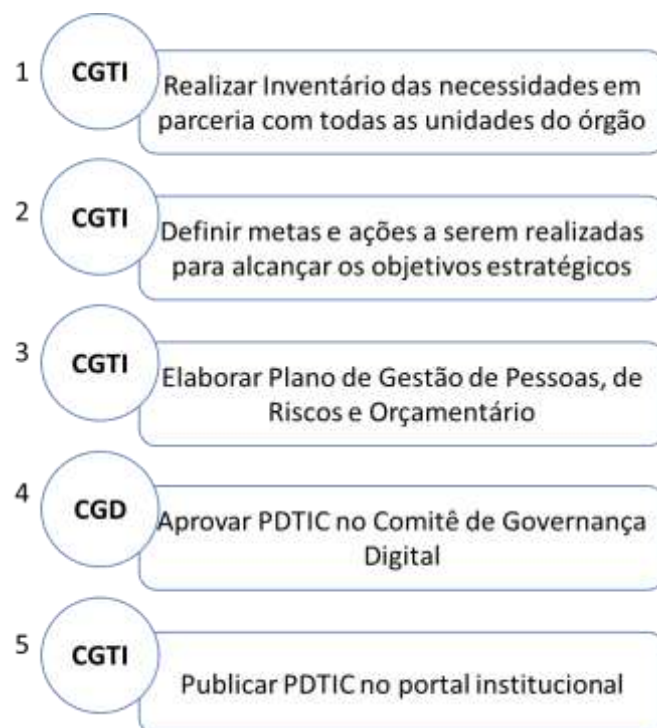 1
CGTI
Realizar Inventário das necessidades em
parceria com todas as unidades do órgão
2
CGTI
Definir metas e ações a serem realizadas
para alcançar os objetivos estratégicos
3
CGTI
Elaborar Plano de Gestão de Pessoas, de
Riscos e Orçamentário
4
CGD
Aprovar PDTIC no Comitê de Governança
Digital
5
CGTI
Publicar PDTIC no portal institucional